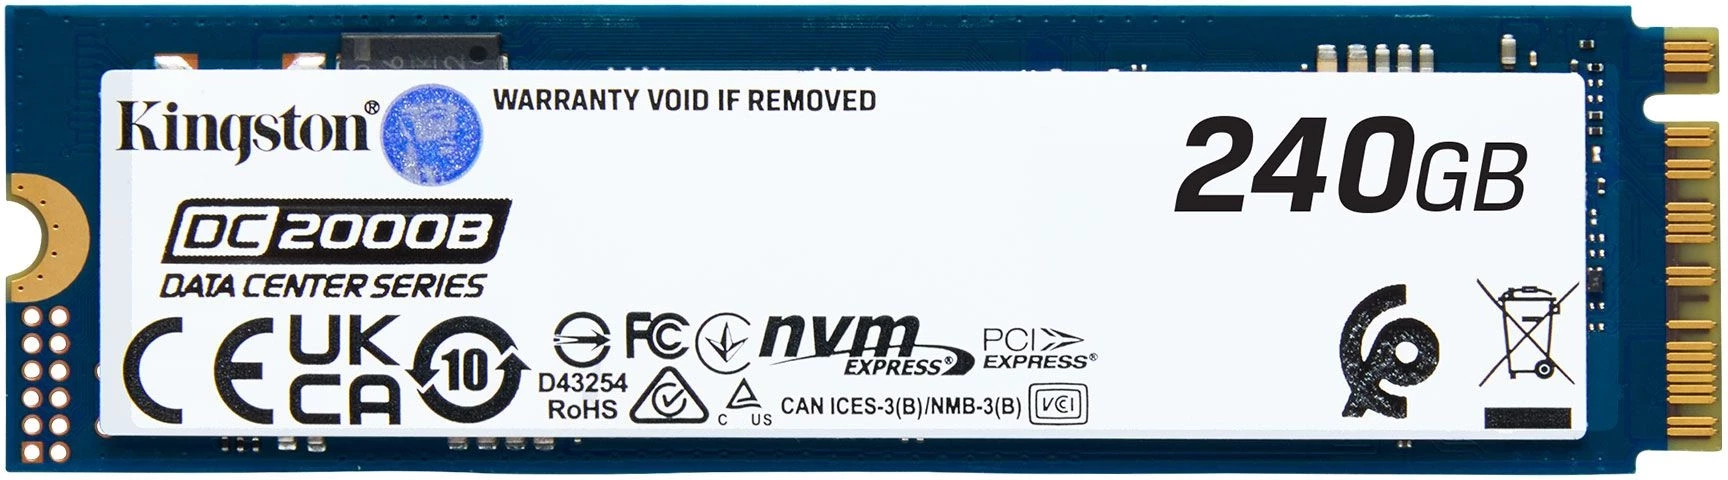 Kingston®
WARRANTY VOID IF REMOVED
240GB
DC2000B
DATA CENTER SERIES
CE
UK
CA
10
D43254
RoHS
FC
nvm
EXPRESS®
PCI
EXPRESS®
C US
CAN ICES-3(B)/NMB-3(B)
VCI